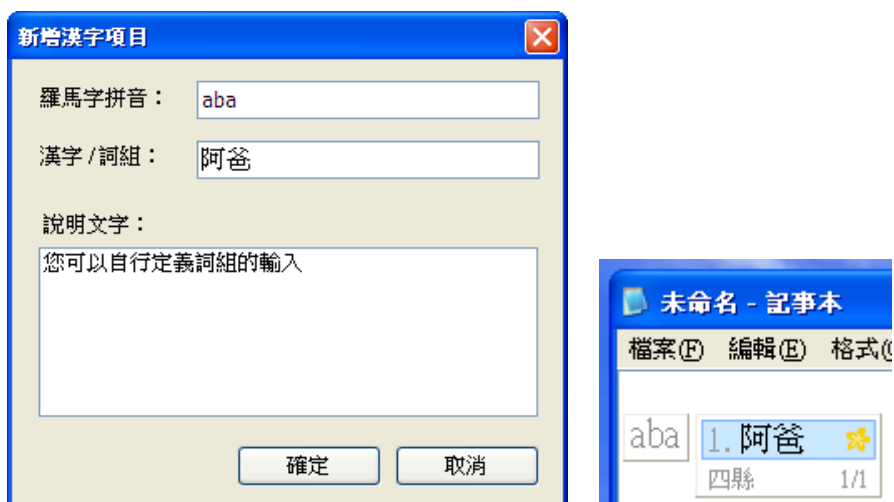 新增漢字項目
羅馬字拼音： aba
漢字/詞組： 阿爸
說明文字：
您可以自行定義詞組的輸入
確定 取消
未命名 - 記事本
檔案(F) 編輯(E) 格式(
aba 1. 阿爸
四縣 1/1